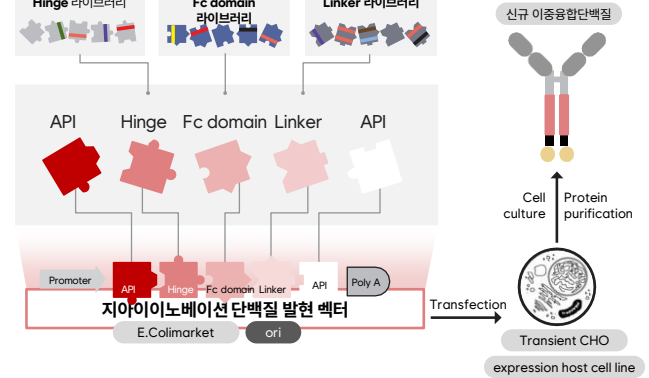 Hinge 라이브러리
Fc domain
라이브러리
Linker 라이브러리
신규 이중융합단백질
API
Hinge
Fc domain
Linker
API
Cell
culture
Protein
purification
Promoter
API
Hinge
Fc domain
Linker
API
Poly A
지아이이노베이션 단백질 발현 벡터
Transfection
E.Colimarket
ori
Transient CHO
expression host cell line